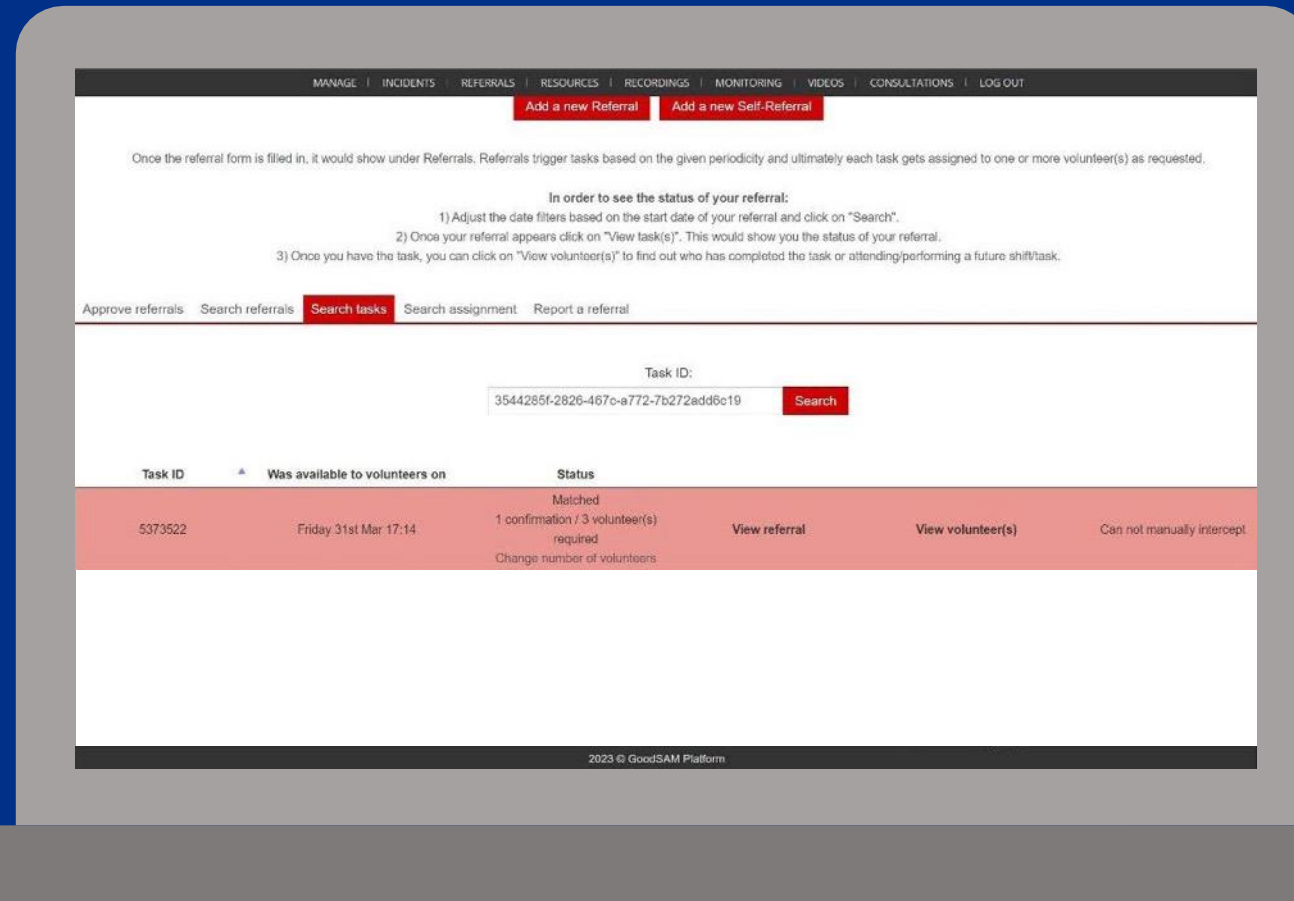 MANAGE | INCIDENTS | REFERRALS | RESOURCES | RECORDINGS | MONITORING | VIDEOS | CONSULTATIONS | LOG OUT
Add a new Referral Add a new Self-Referral
Once the referral form is filled in, it would show under Referrals. Referrals trigger tasks based on the given periodicity and ultimately each task gets assigned to one or more volunteer(s) as requested.
In order to see the status of your referral:
1) Adjust the date filters based on the start date of your referral and click on "Search".
2) Once your referral appears click on "View task(s)". This would show you the status of your referral.
3) Once you have the task, you can click on "View volunteer(s)" to find out who has completed the task or attending/performing a future shift/task.
Approve referrals Search referrals Search tasks Search assignment Report a referral
Task ID:
3544285f-2826-467c-a772-7b272add6c19 Search
Task ID Was available to volunteers on Status
Matched
1 confirmation / 3 volunteer(s)
5373522 Friday 31st Mar 17:14 required View referral View volunteer(s) Can not manually intercept
Change number of volunteers
2023 © GoodSAM Platform